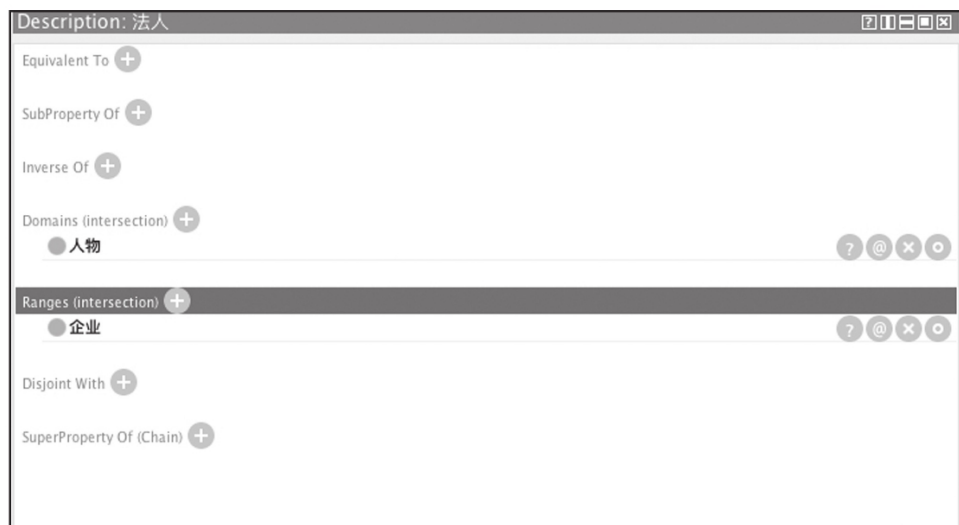 Description: 法人
Equivalent To
SubProperty Of
Inverse Of
Domains (intersection)
人物
Ranges (intersection)
企业
Disjoint With
SuperProperty Of (Chain)